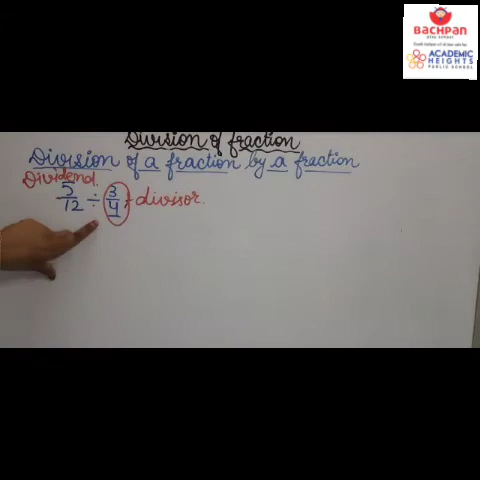 BACHPAN
ACADEMIC
HEIGHTS
PUBLIC SCHOOL
Division of fraction
Division of a fraction by a fraction
Dividend
5/12 ÷ 3/4 divisor.